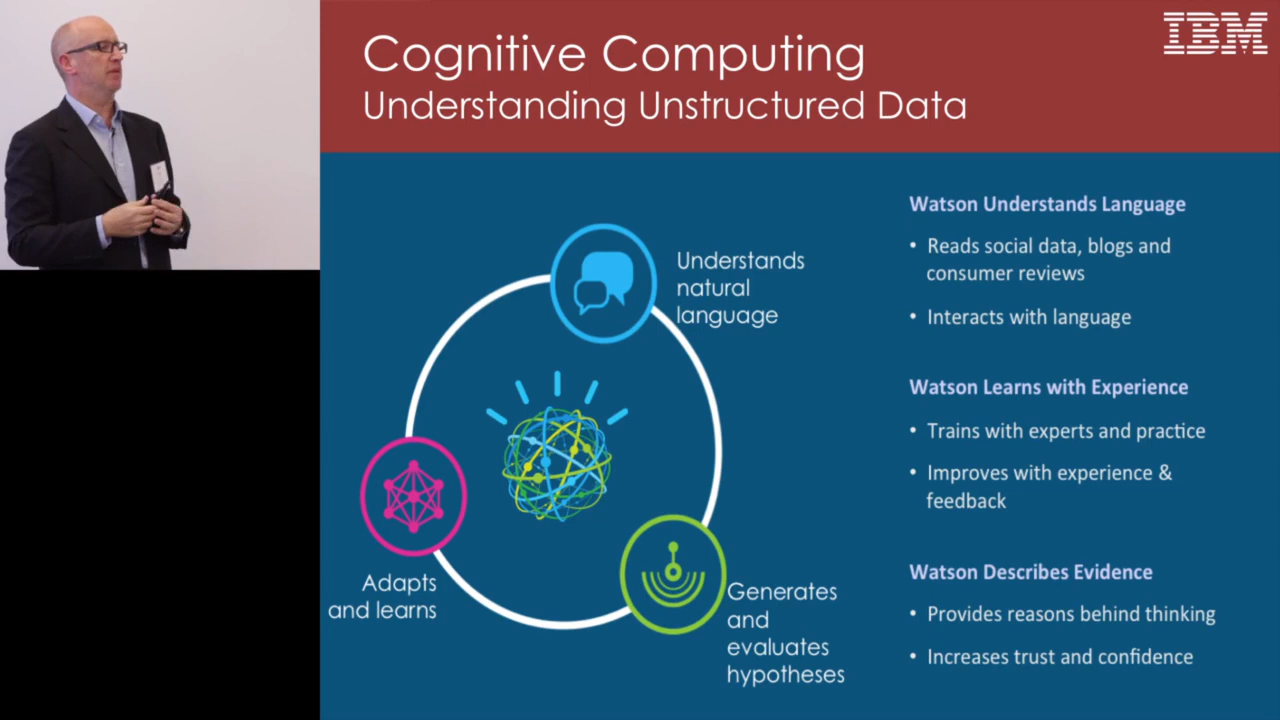 IBM
Cognitive Computing
Understanding Unstructured Data
Understands
natural
language
Adapts
and learns
Generates
and
evaluates
hypotheses
Watson Understands Language
• Reads social data, blogs and
consumer reviews
• Interacts with language
Watson Learns with Experience
• Trains with experts and practice
• Improves with experience &
feedback
Watson Describes Evidence
• Provides reasons behind thinking
• Increases trust and confidence